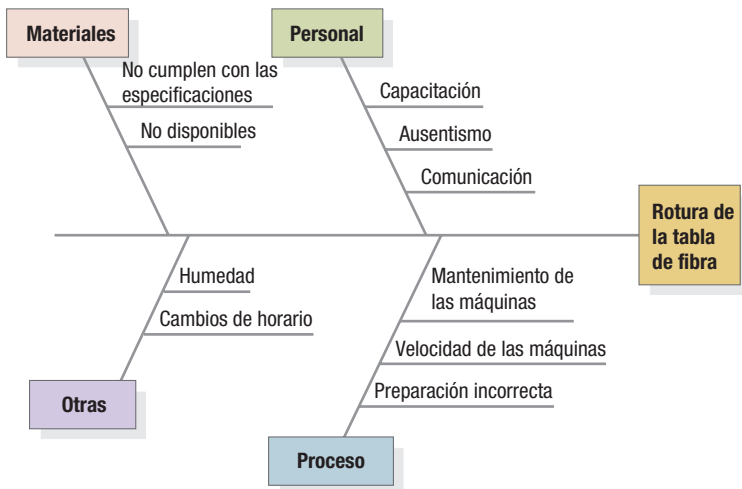 Materiales
Personal
No cumplen con las
especificaciones
No disponibles
Capacitación
Ausentismo
Comunicación
Rotura de
la tabla
de fibra
Humedad
Cambios de horario
Mantenimiento de
las máquinas
Velocidad de las máquinas
Preparación incorrecta
Otras
Proceso